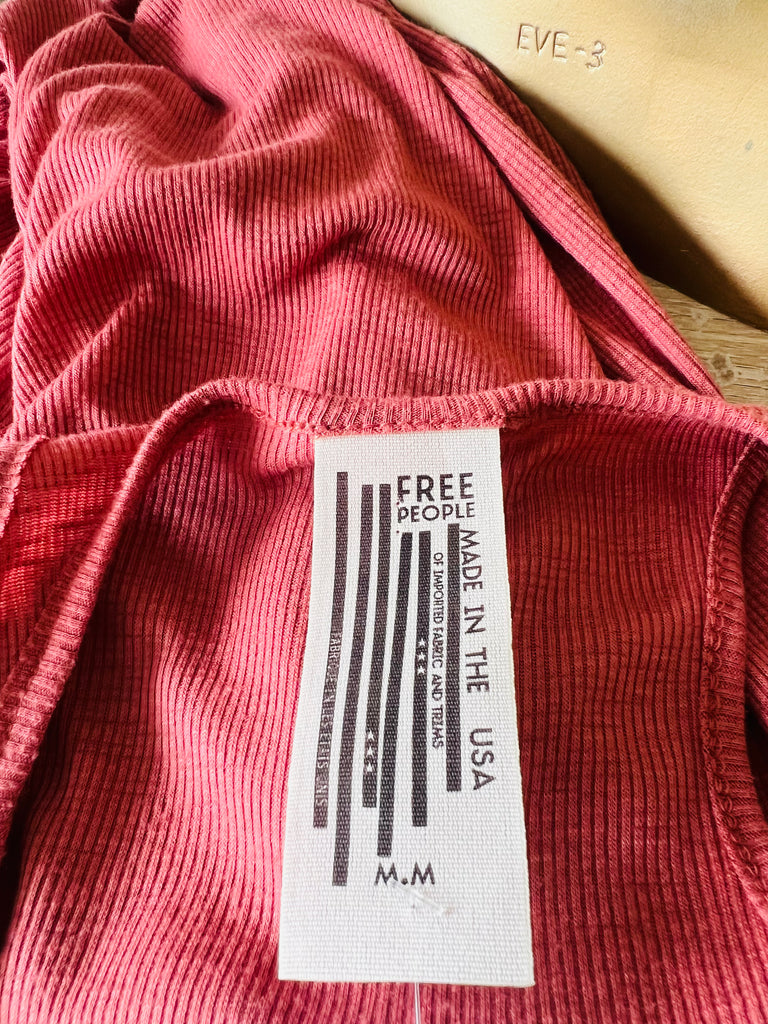 EVE-3
FREE
PEOPLE
MADE IN THE USA
OF IMPORTED FABRIC AND TRIMS
M.M